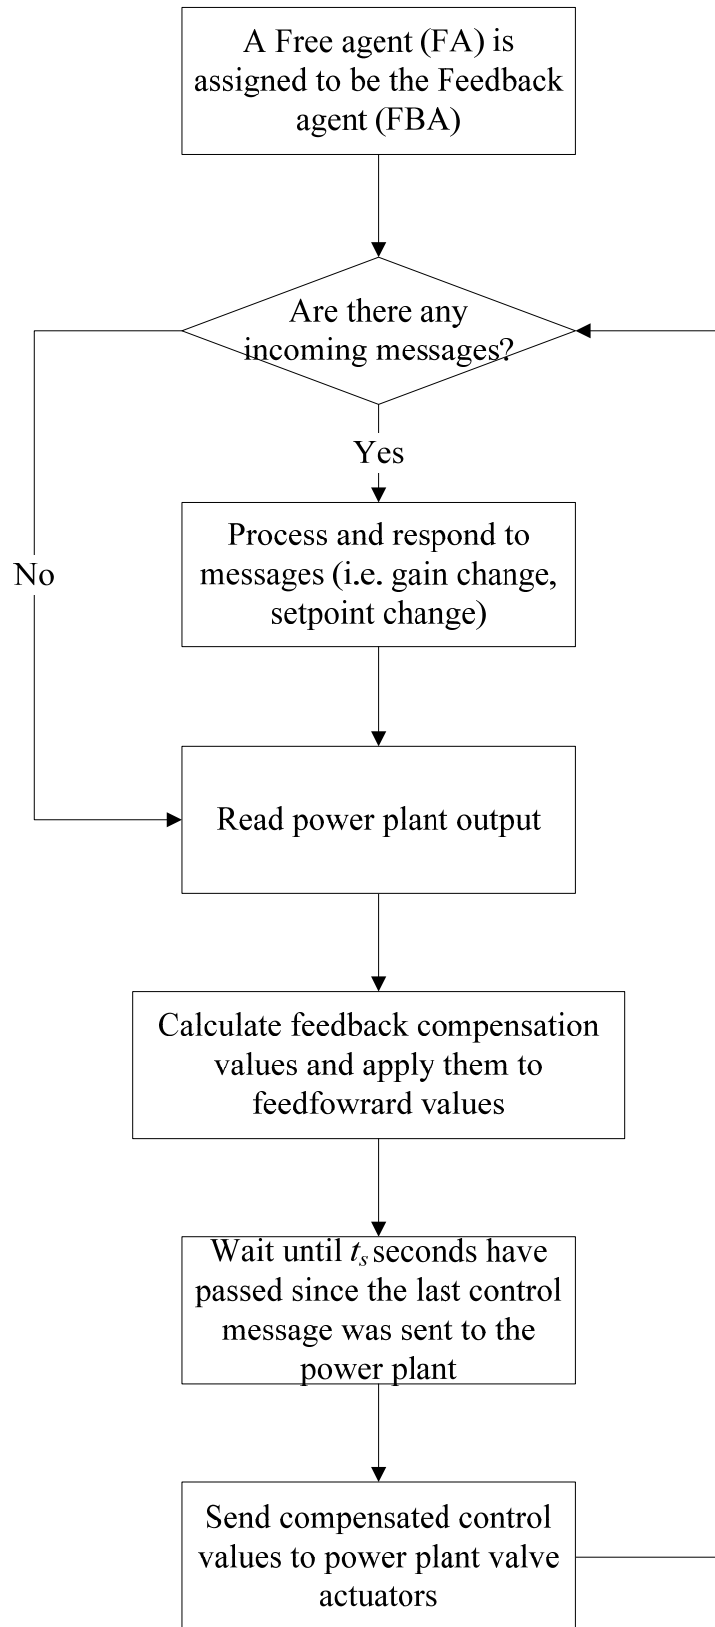 A Free agent (FA) is
assigned to be the Feedback
agent (FBA)
Are there any
incoming messages?
Yes
Process and respond to
messages (i.e. gain change,
setpoint change)
No
Read power plant output
Calculate feedback compensation
values and apply them to
feedfowrard values
Wait until ts seconds have
passed since the last control
message was sent to the
power plant
Send compensated control
values to power plant valve
actuators